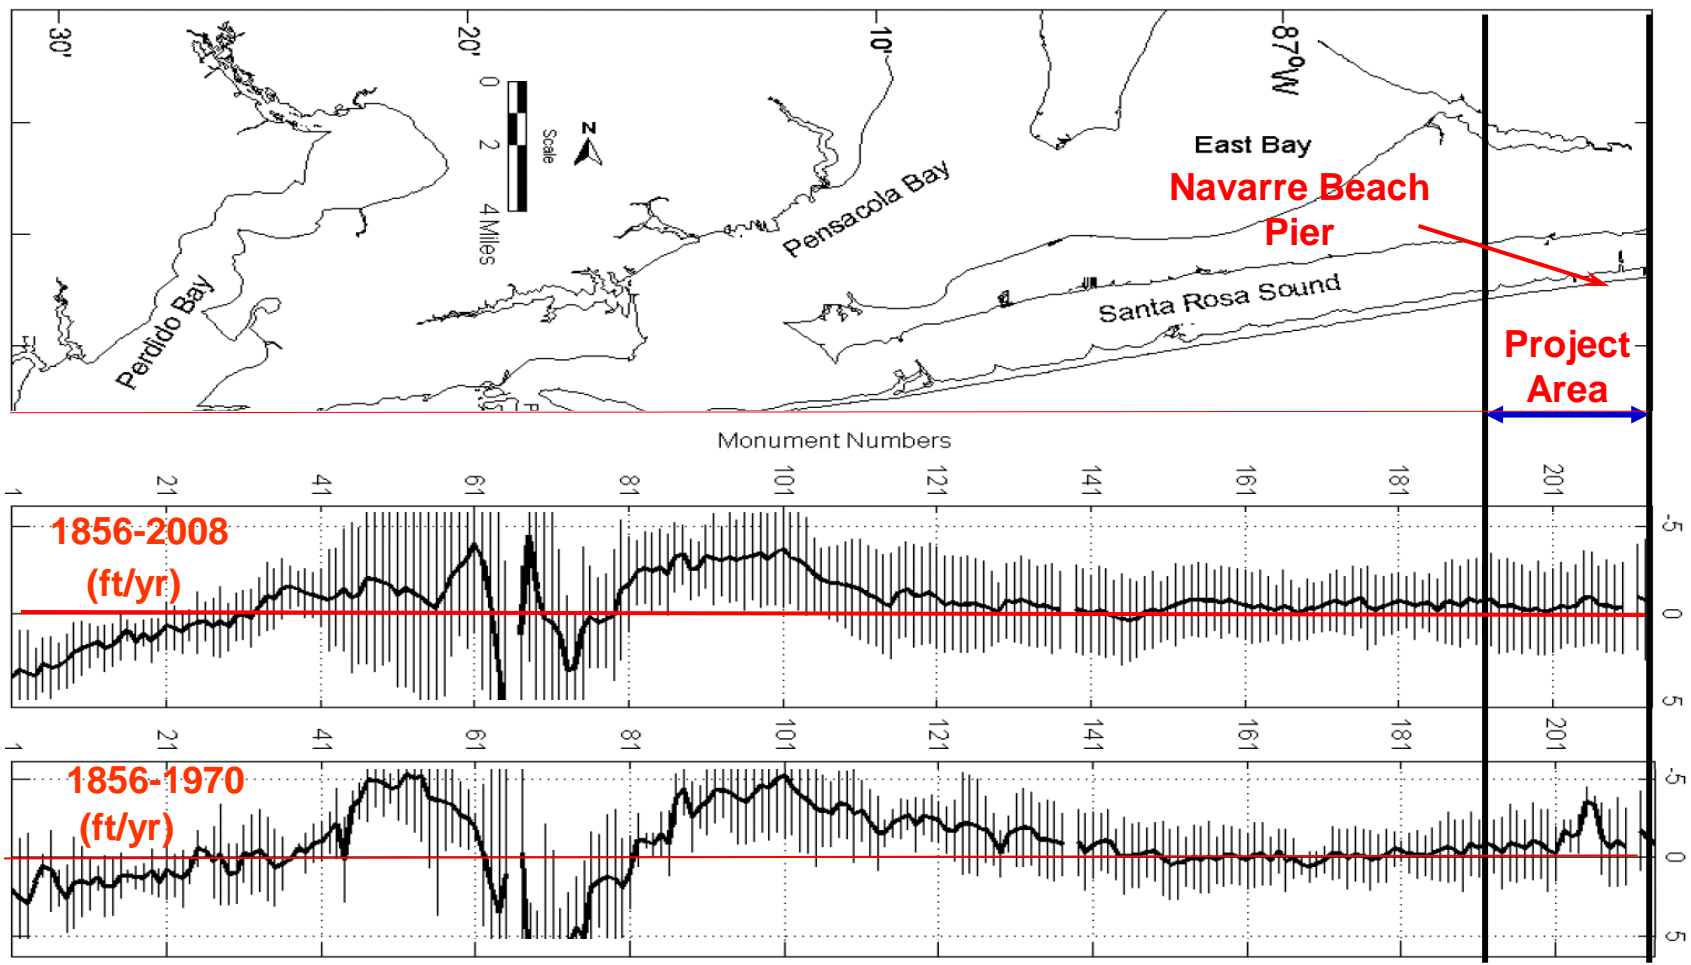 30'
20'
10'
87°W
0
2
4 Miles
Scale
N
East Bay
Navarre Beach
Pier
Pensacola Bay
Perdido Bay
Santa Rosa Sound
Project
Area
Monument Numbers
1
21
41
61
81
101
121
141
161
181
201
1856-2008
(ft/yr)
-5
0
5
1
21
41
61
81
101
121
141
161
181
201
1856-1970
(ft/yr)
-5
0
5